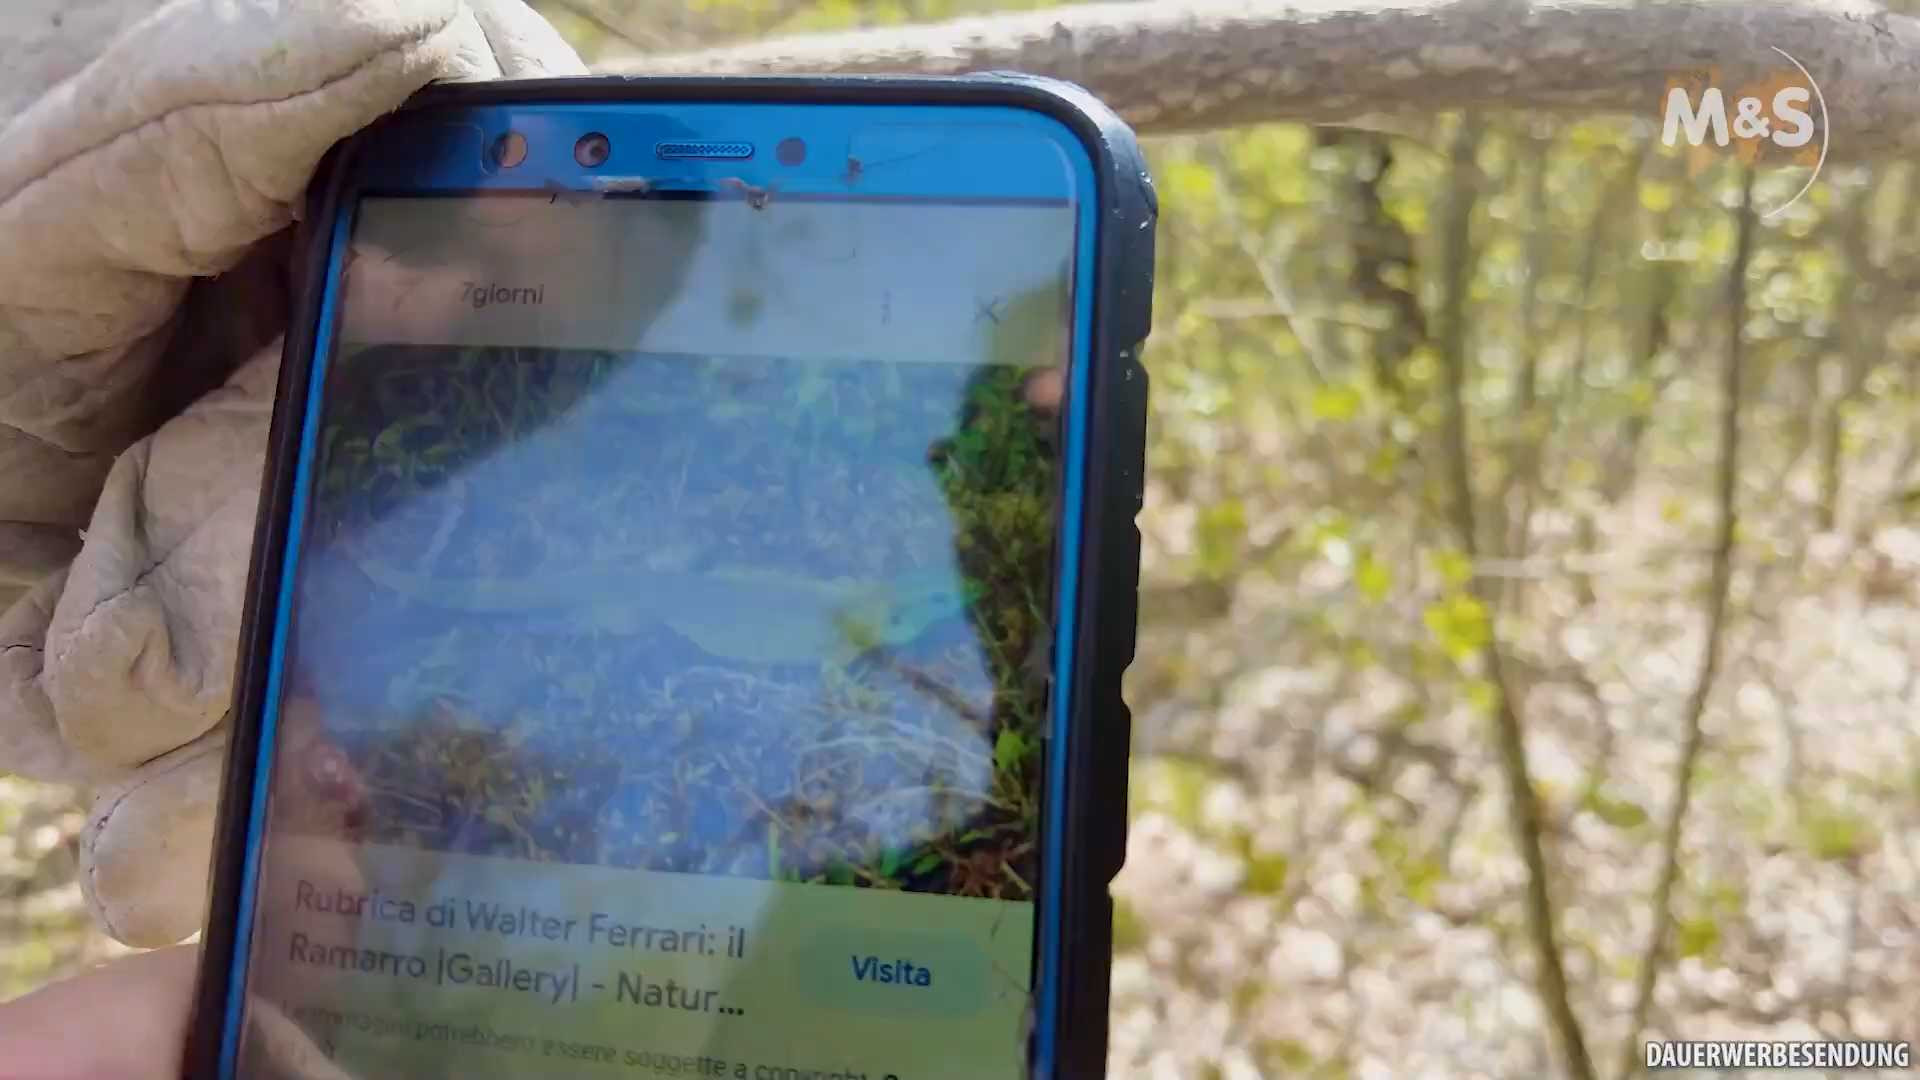 M&S
7giorni
Rubrica di Walter Ferrari: il
Ramarro |Gallery| - Natur...
Visita
Le immagini potrebbero essere soggette a copyright.
DAUERWERBESENDUNG